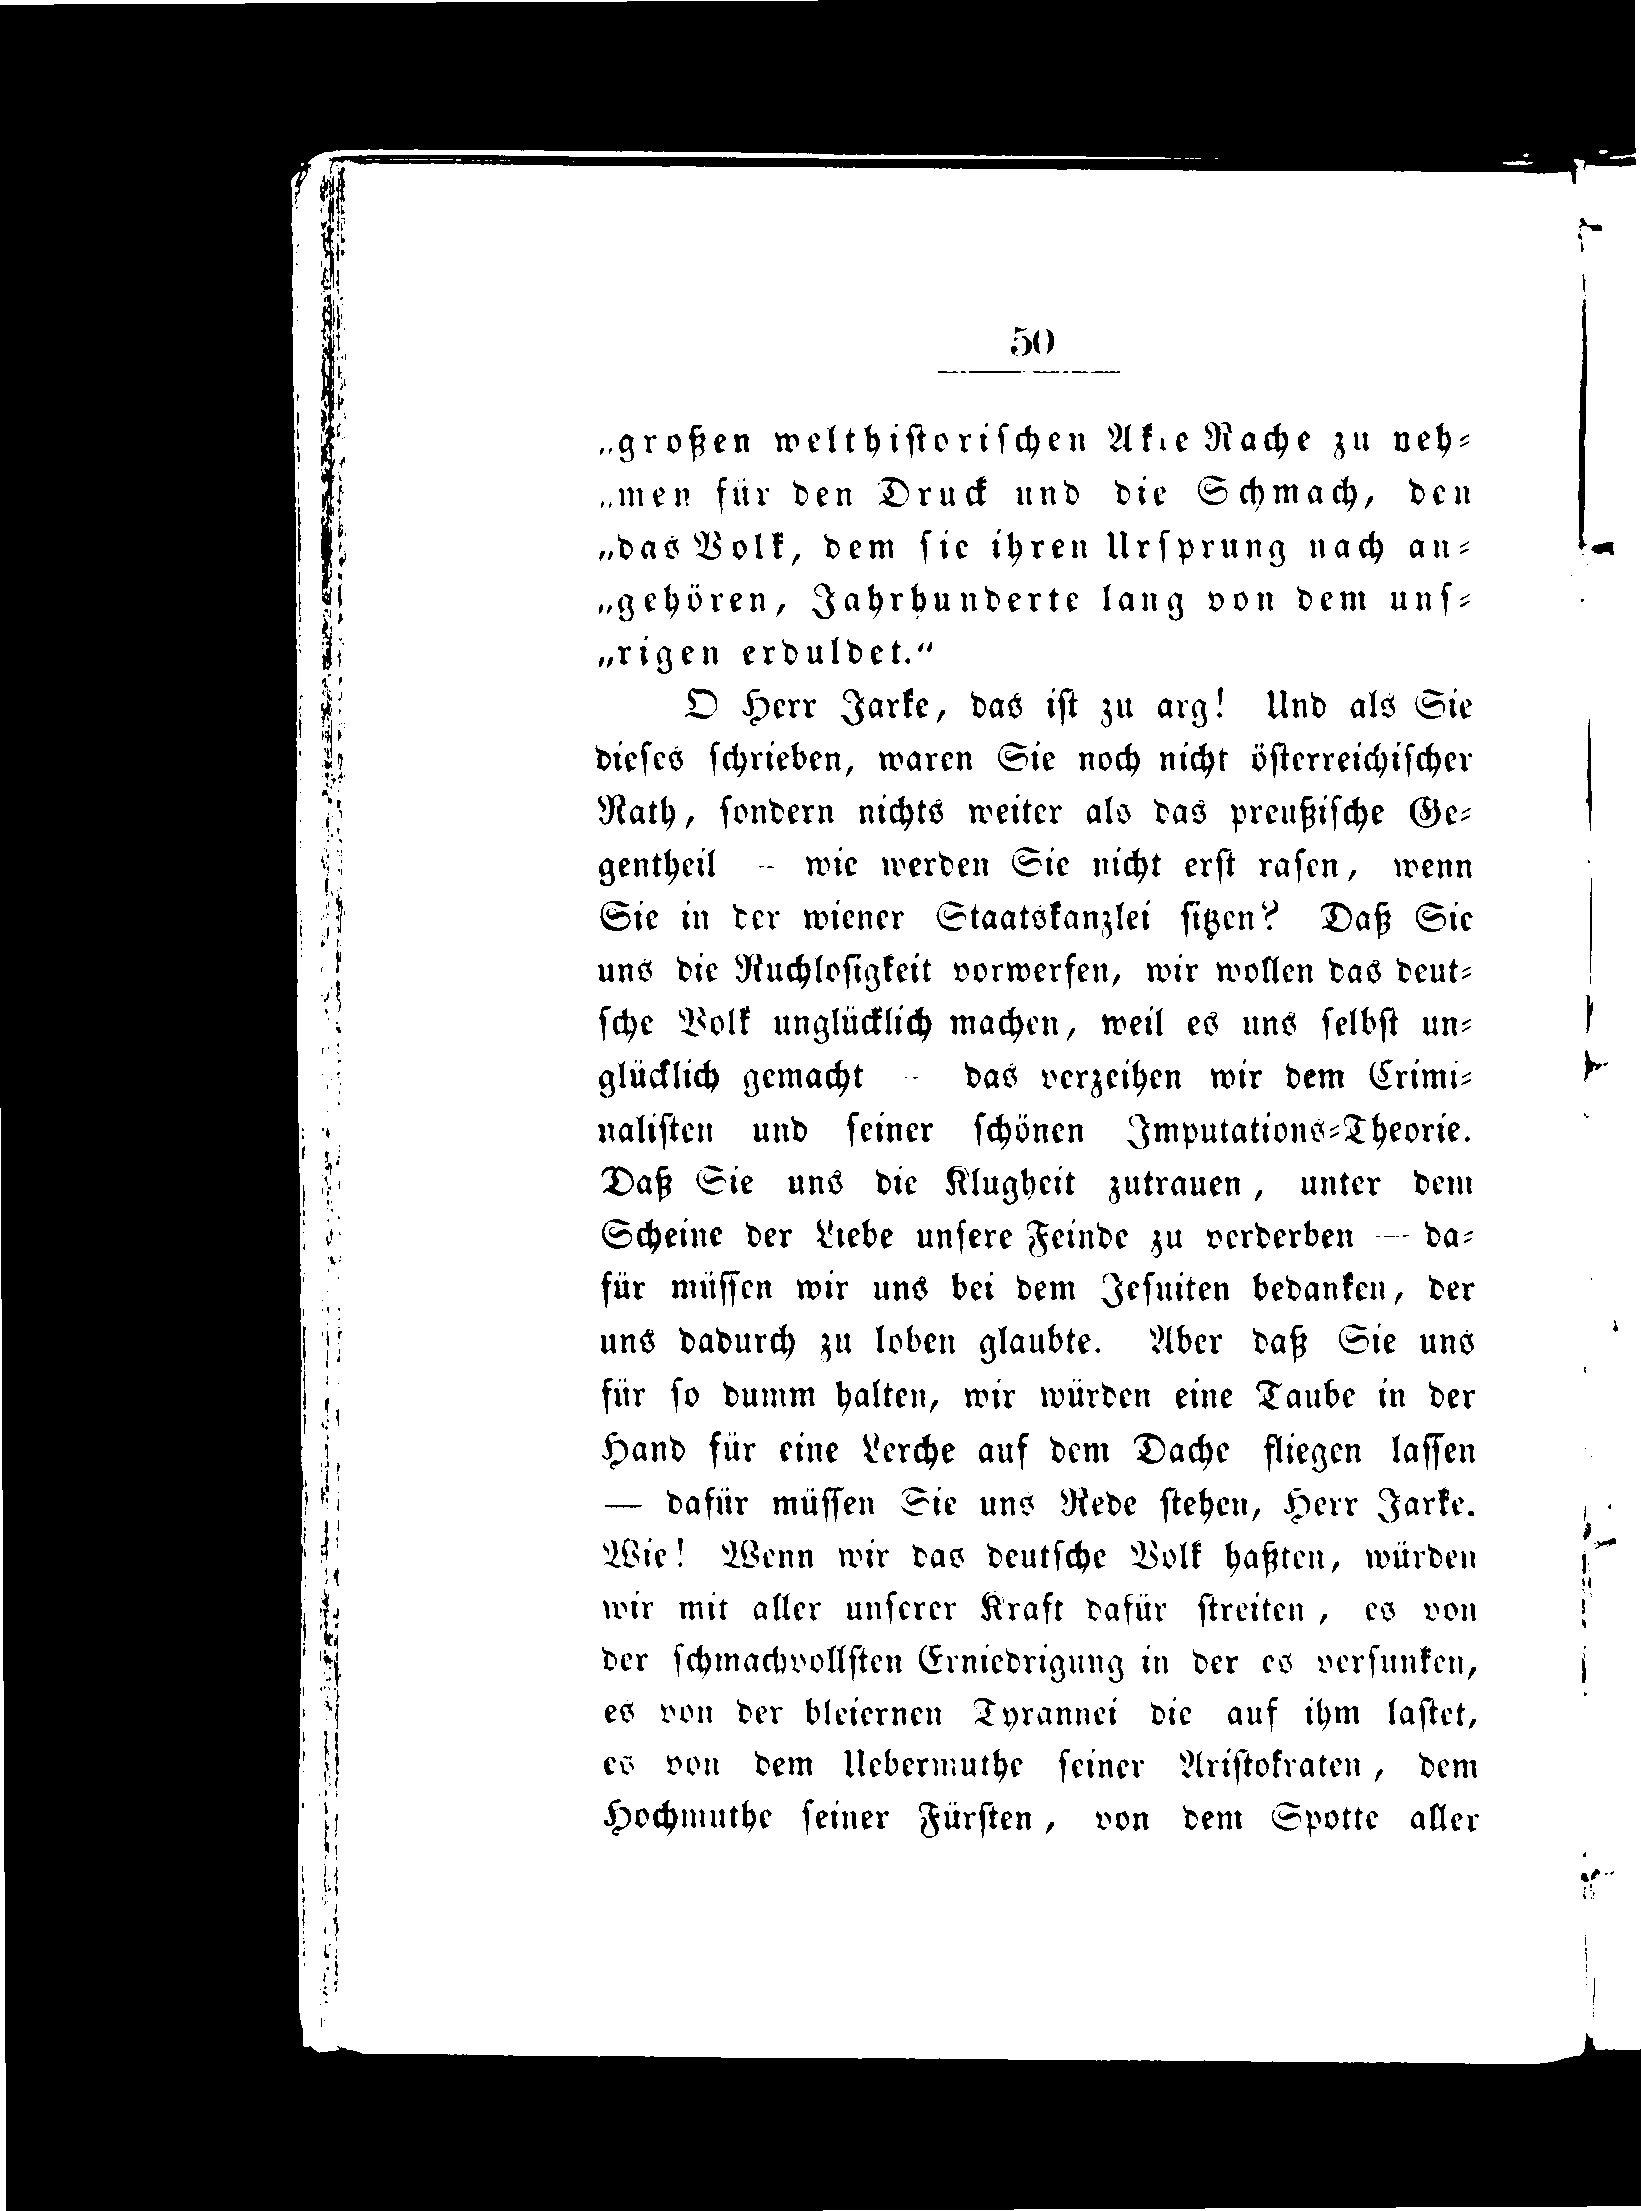 50
„großen welthiſtoriſchen Akte Rache zu neh-
„men für den Druck und die Schmach, den
„das Volk, dem ſie ihren Urſprung nach an-
„gehören, Jahrhunderte lang von dem unſ-
„rigen erduldet.“
O Herr Jarke, das iſt zu arg! Und als Sie
dieſes ſchrieben, waren Sie noch nicht öſterreichiſcher
Rath, ſondern nichts weiter als das preußiſche Ge-
gentheil – wie werden Sie nicht erſt raſen, wenn
Sie in der wiener Staatskanzlei ſitzen? Daß Sie
uns die Ruchloſigkeit vorwerfen, wir wollen das deut-
ſche Volk unglücklich machen, weil es uns ſelbſt un-
glücklich gemacht – das verzeihen wir dem Crimi-
naliſten und ſeiner ſchönen Imputations-Theorie.
Daß Sie uns die Klugheit zutrauen, unter dem
Scheine der Liebe unſere Feinde zu verderben — da-
für müſſen wir uns bei dem Jeſuiten bedanken, der
uns dadurch zu loben glaubte. Aber daß Sie uns
für ſo dumm halten, wir würden eine Taube in der
Hand für eine Lerche auf dem Dache fliegen laſſen
— dafür müſſen Sie uns Rede ſtehen, Herr Jarke.
Wie! Wenn wir das deutſche Volk haßten, würden
wir mit aller unſerer Kraft dafür ſtreiten, es von
der ſchmachvollſten Erniedrigung in der es verſunken,
es von der bleiernen Tyrannei die auf ihm laſtet,
es von dem Uebermuthe ſeiner Ariſtokraten, dem
Hochmuthe ſeiner Fürſten, von dem Spotte aller